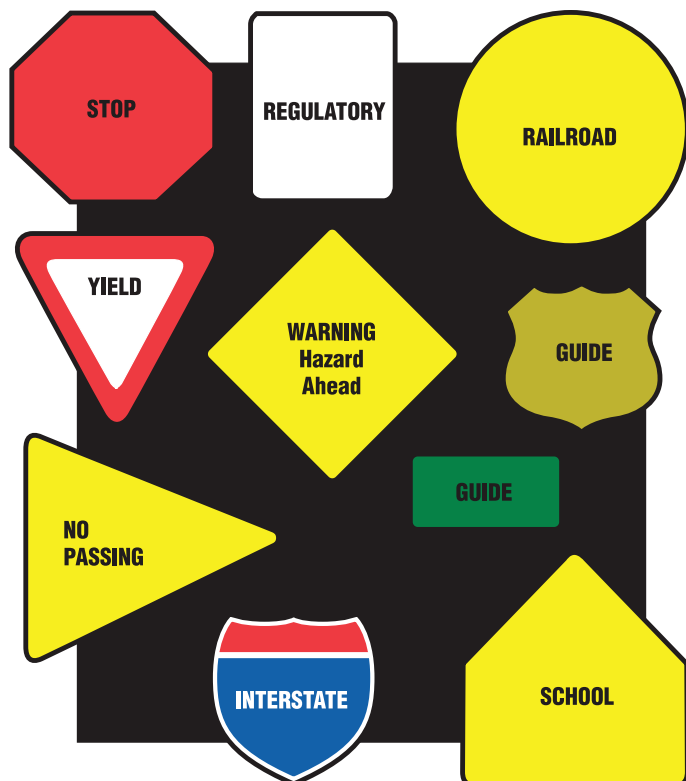 STOP
REGULATORY
RAILROAD
YIELD
WARNING
Hazard
Ahead
GUIDE
GUIDE
NO
PASSING
INTERSTATE
SCHOOL